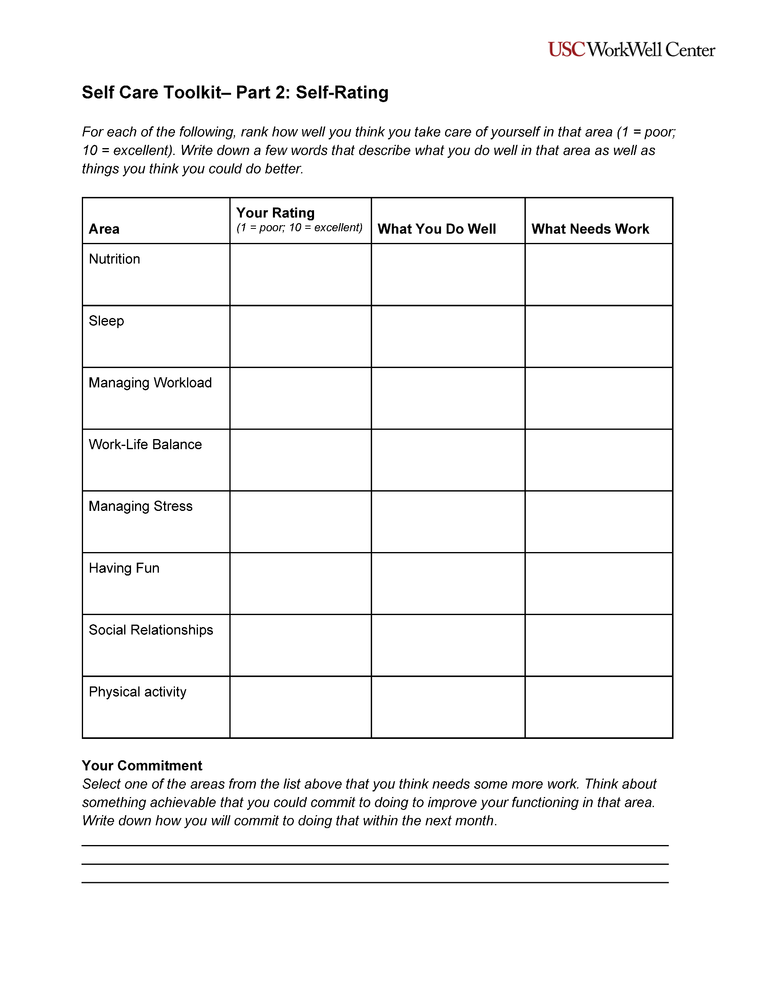 USC WorkWell Center
Self Care Toolkit– Part 2: Self-Rating
For each of the following, rank how well you think you take care of yourself in that area (1 = poor;
10 = excellent). Write down a few words that describe what you do well in that area as well as
things you think you could do better.
Area
Your Rating
(1 = poor; 10 = excellent)
What You Do Well
What Needs Work
Nutrition
Sleep
Managing Workload
Work-Life Balance
Managing Stress
Having Fun
Social Relationships
Physical activity
Your Commitment
Select one of the areas from the list above that you think needs some more work. Think about
something achievable that you could commit to doing to improve your functioning in that area.
Write down how you will commit to doing that within the next month.